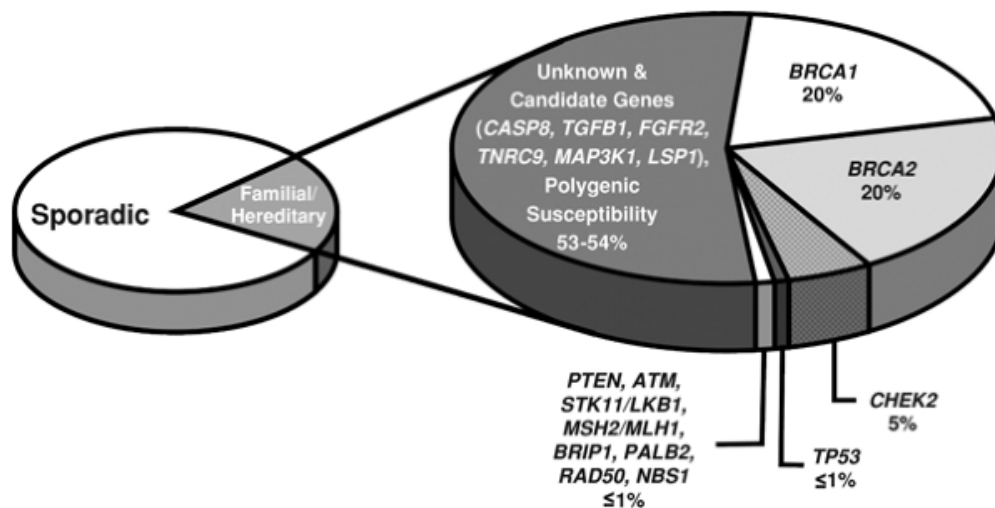 Sporadic
Familial/
Hereditary
Unknown &
Candidate Genes
(CASP8, TGFB1, FGFR2,
TNRC9, MAP3K1, LSP1),
Polygenic
Susceptibility
53-54%
BRCA1
20%
BRCA2
20%
CHEK2
5%
TP53
≤1%
PTEN, ATM,
STK11/LKB1,
MSH2/MLH1,
BRIP1, PALB2,
RAD50, NBS1
≤1%